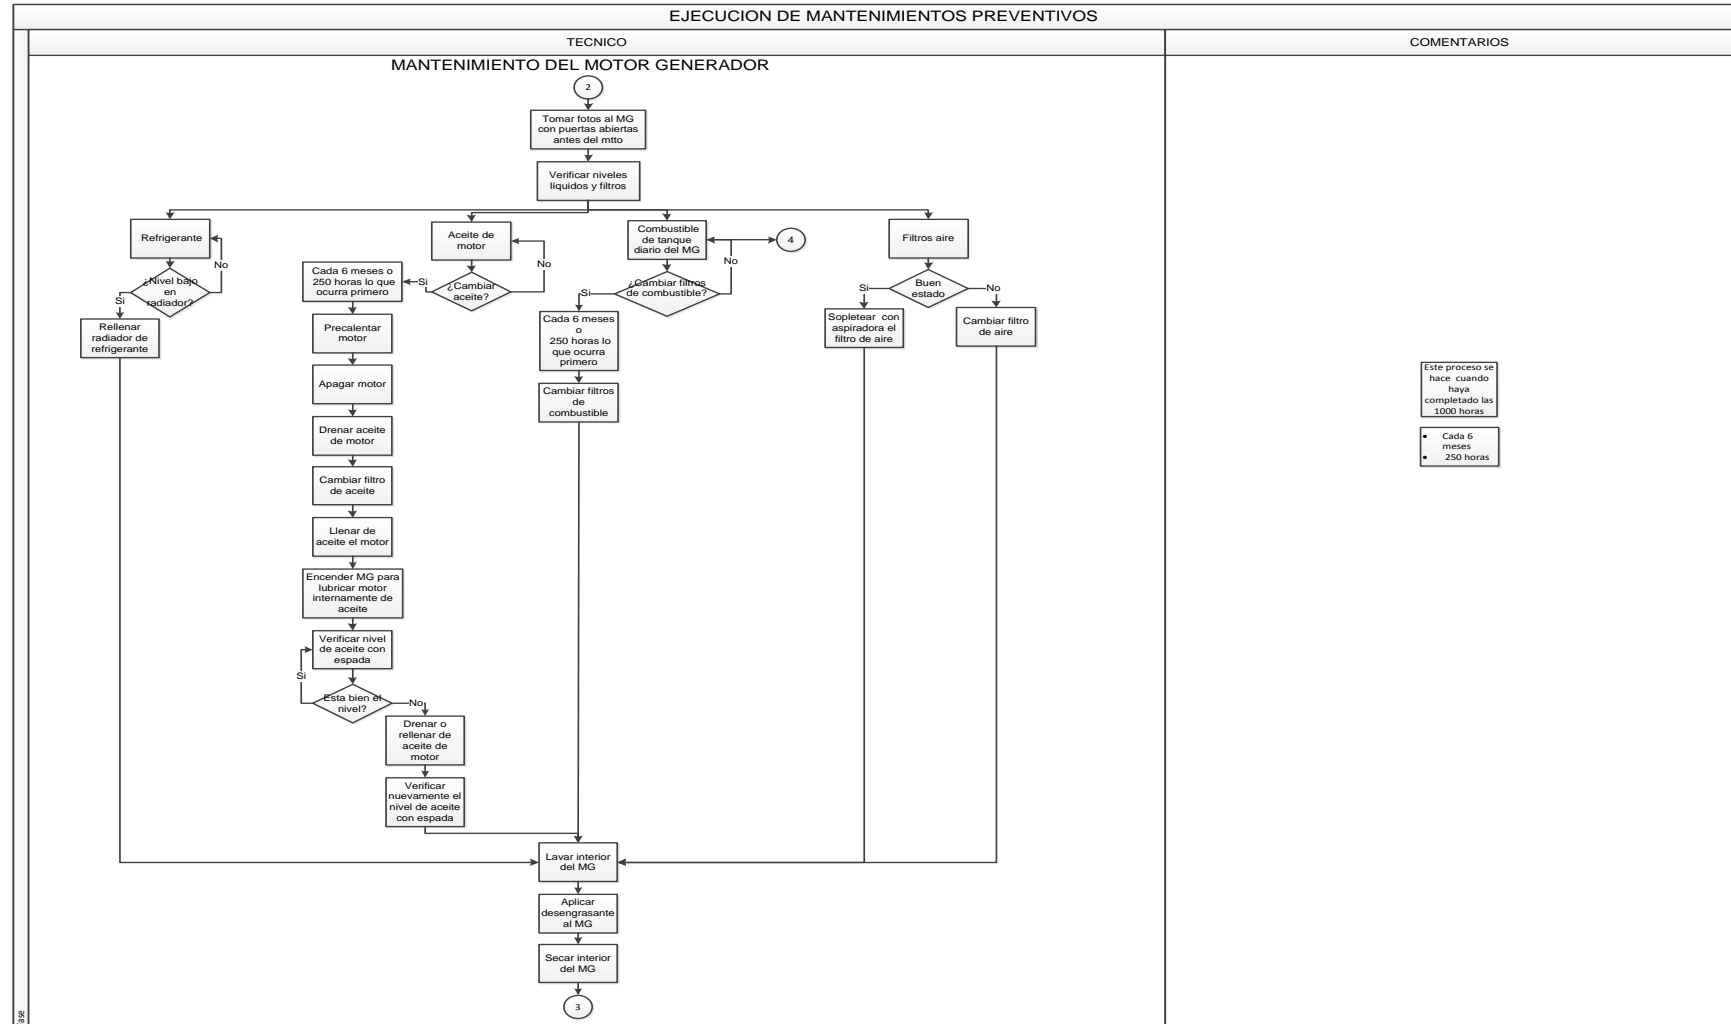 EJECUCION DE MANTENIMIENTOS PREVENTIVOS
TECNICO
COMENTARIOS
MANTENIMIENTO DEL MOTOR GENERADOR
2
Tomar fotos al MG
con puertas abiertas
antes del mtto
Verificar niveles
líquidos y filtros
Refrigerante
No
¿Nivel bajo
en
radiador?
Si
Rellenar
radiador de
refrigerante
Aceite de
motor
No
¿Cambiar
aceite?
Si
Cada 6 meses o
250 horas lo que
ocurra primero
Precalentar
motor
Apagar motor
Drenar aceite
de motor
Cambiar filtro
de aceite
Llenar de
aceite el motor
Encender MG para
lubricar motor
internamente de
aceite
Verificar nivel
de aceite con
espada
Si
Esta bien el
nivel?
No
Drenar o
rellenar de
aceite de
motor
Verificar
nuevamente el
nivel de aceite
con espada
Combustible
de tanque
diario del MG
4
No
¿Cambiar filtros
de combustible?
Si
Cada 6 meses
o
250 horas lo
que ocurra
primero
Cambiar filtros
de
combustible
Filtros aire
Buen
estado
Si
No
Sopletear con
aspiradora el
filtro de aire
Cambiar filtro
de aire
Lavar interior
del MG
Aplicar
desengrasante
al MG
Secar interior
del MG
3
Este proceso se
hace cuando
haya
completado las
1000 horas
• Cada 6
meses
• 250 horas